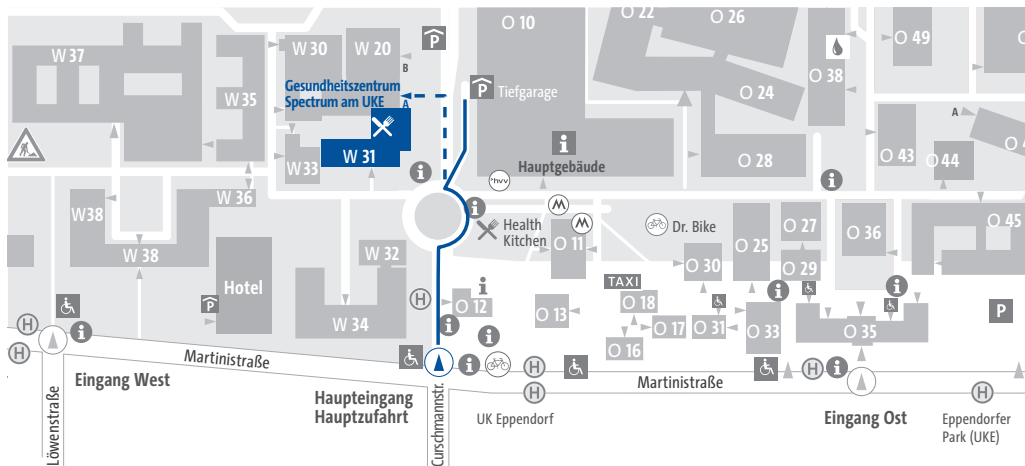 O 22
O 26
O 10
O 49
W 37
W 30
W 20
P
O 38
B
Gesundheitszentrum
Spectrum am UKE
A
P
Tiefgarage
O 24
W 35
A
i
W 31
W 33
Hauptgebäude
O 28
O 43
O 44
i
hvv
i
W 36
W38
i
M
M
Health
Kitchen
O 11
Dr. Bike
O 25
O 27
O 36
O 45
W 38
W 32
O 30
O 29
Hotel
P
H
i
O 12
TAXI
O 18
i
O 13
O 17
O 31
O 33
O 35
i
P
W 34
i
i
O 16
H
i
H
Martinistraße
i
H
Martinistraße
H
i
Eingang West
Haupteingang
Hauptzufahrt
H
H
Löwenstraße
Curschmannstr.
UK Eppendorf
Eingang Ost
Eppendorfer
Park (UKE)